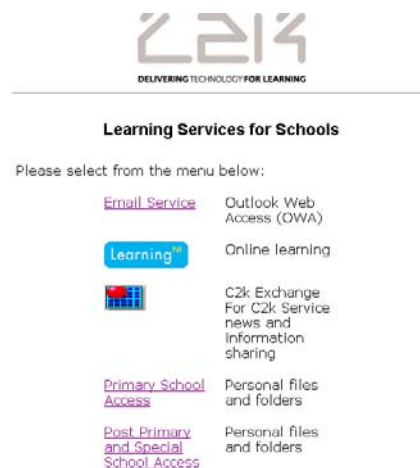 C2k
DELIVERING TECHNOLOGY FOR LEARNING
Learning Services for Schools
Please select from the menu below:
Email Service
Outlook Web
Access (OWA)
LearningNI
Online learning
C2k Exchange
For C2k Service
news and
information
sharing
Primary School
Access
Personal files
and folders
Post Primary
and Special
School Access
Personal files
and folders